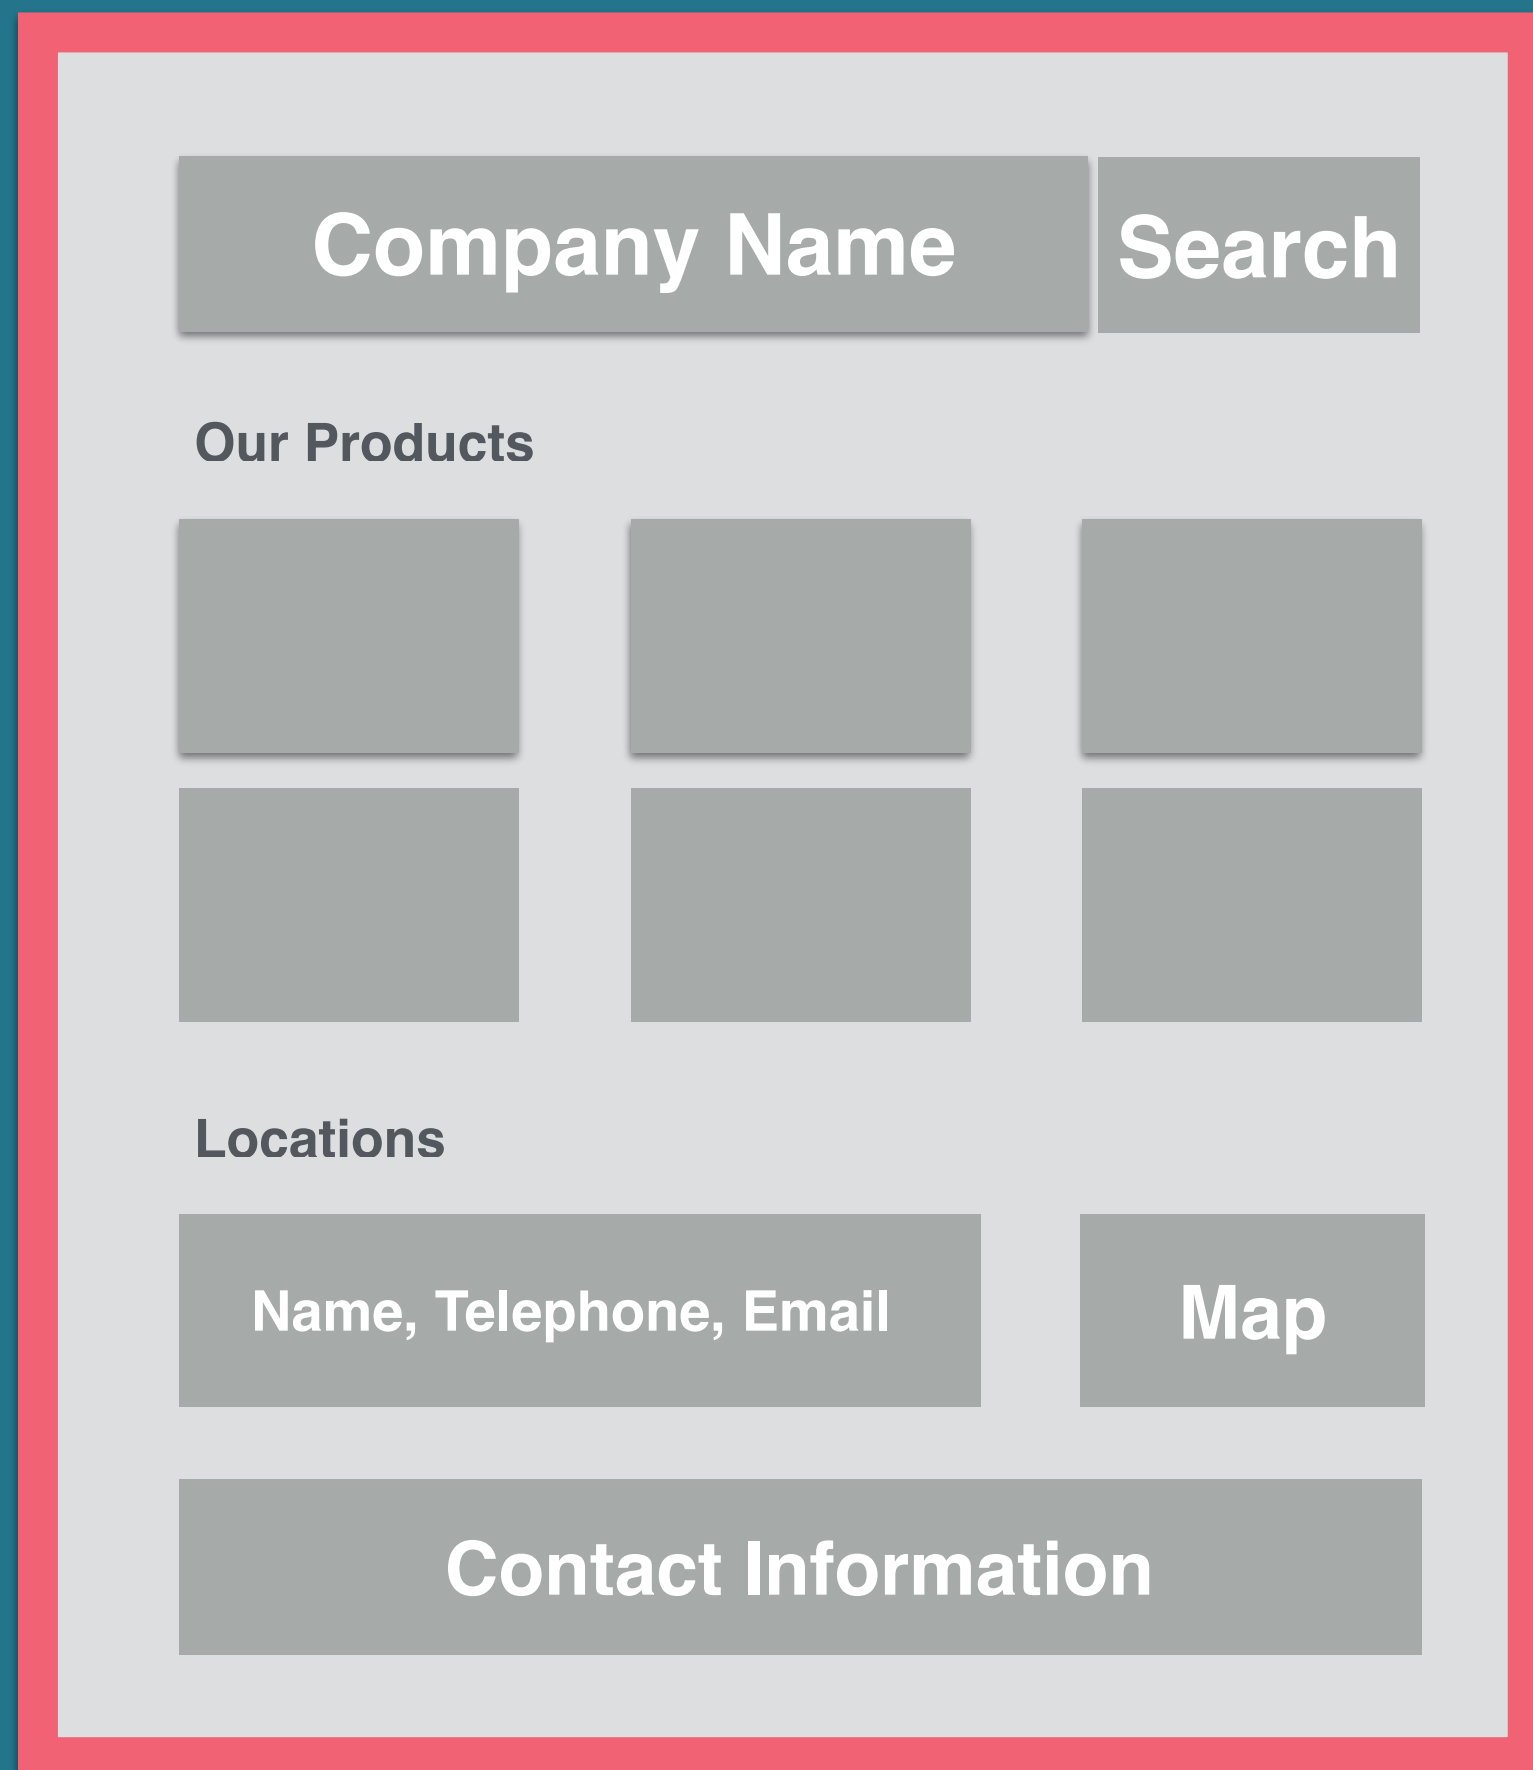 Company Name
Search
Our Products
Locations
Name, Telephone, Email
Map
Contact Information